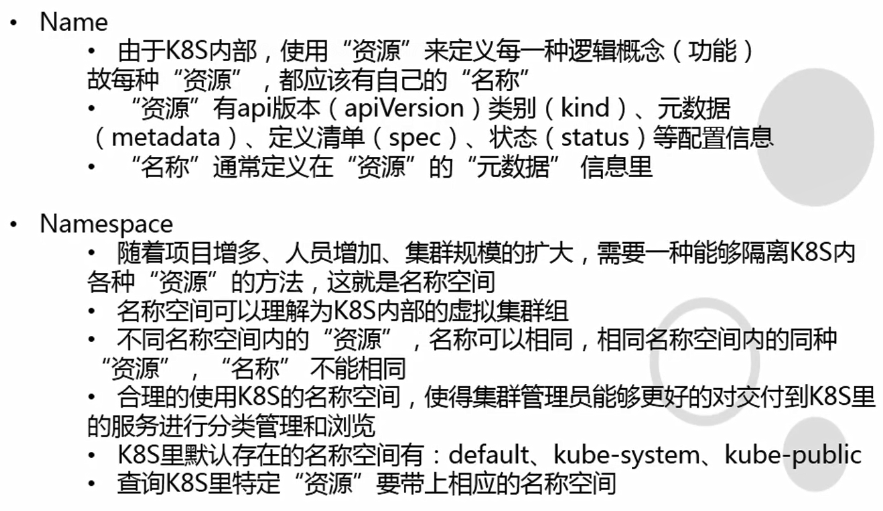 • Name
• 由于K8S内部，使用“资源”来定义每一种逻辑概念（功能）
故每种“资源”，都应该有自己的“名称”
• “资源”有api版本（apiVersion）类别（kind）、元数据
（metadata）、定义清单（spec）、状态（status）等配置信息
• “名称”通常定义在“资源”的“元数据” 信息里
• Namespace
• 随着项目增多、人员增加、集群规模的扩大，需要一种能够隔离K8S内
各种“资源”的方法，这就是名称空间
• 名称空间可以理解为K8S内部的虚拟集群组
• 不同名称空间内的“资源”，名称可以相同，相同名称空间内的同种
“资源”，“名称” 不能相同
• 合理的使用K8S的名称空间，使得集群管理员能够更好的对交付到K8S里
的服务进行分类管理和浏览
• K8S里默认存在的名称空间有：default、kube-system、kube-public
• 查询K8S里特定“资源”要带上相应的名称空间